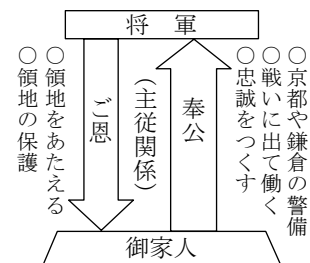 将軍
○京都や鎌倉の警備
○戦いに出て働く
○忠誠をつくす
奉公
(主従関係)
ご恩
○領地をあたえる
○領地の保護
御家人